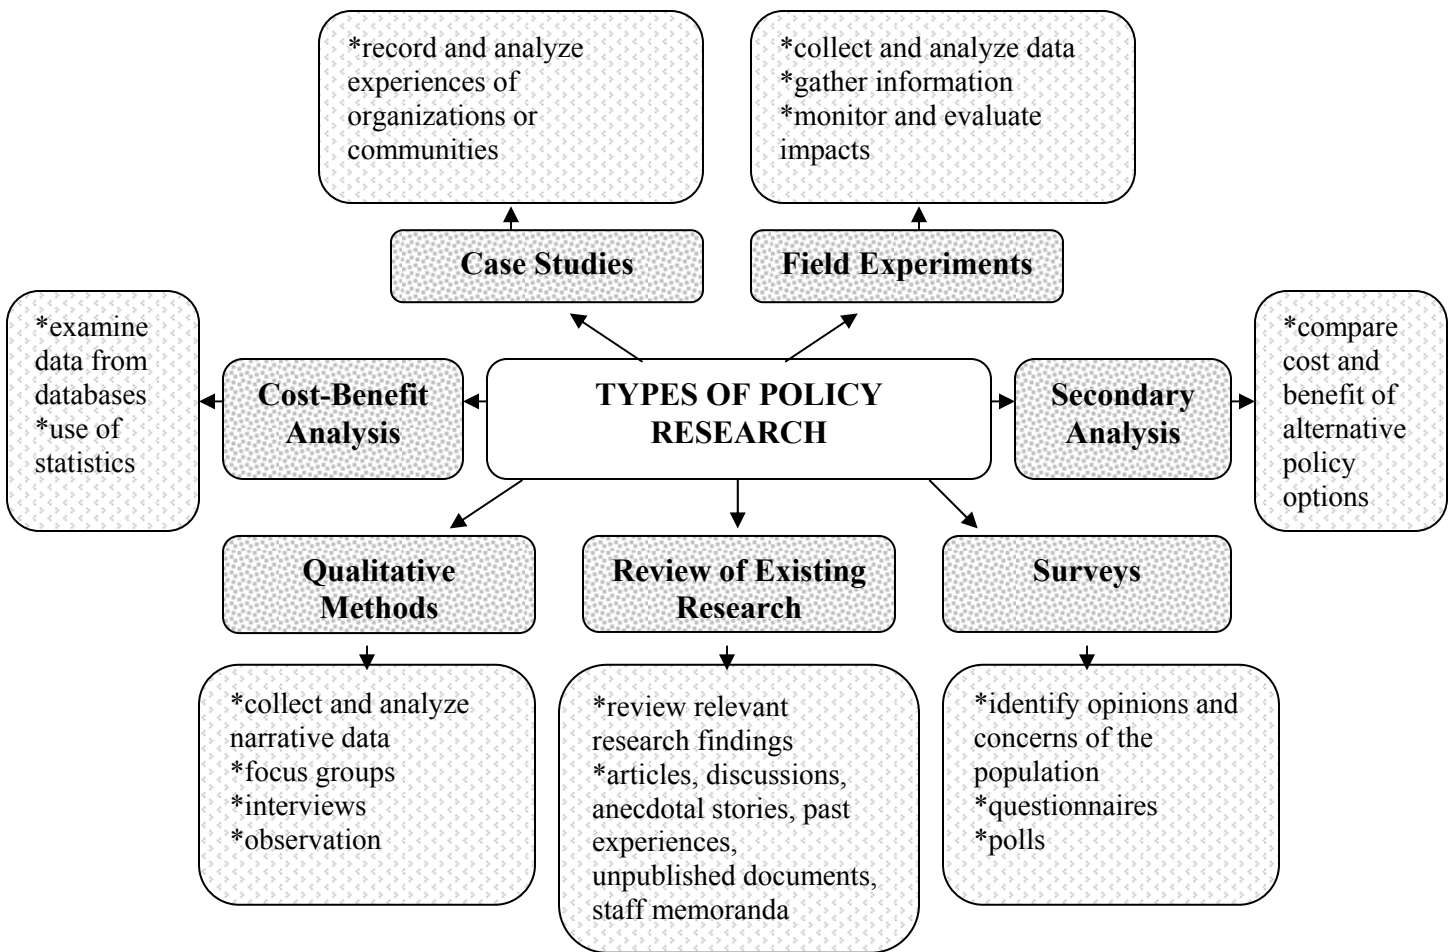 *record and analyze
experiences of
organizations or
communities
*collect and analyze data
*gather information
*monitor and evaluate
impacts
Case Studies
Field Experiments
*examine
data from
databases
*use of
statistics
Cost-Benefit
Analysis
TYPES OF POLICY
RESEARCH
Secondary
Analysis
*compare
cost and
benefit of
alternative
policy
options
Qualitative
Methods
Review of Existing
Research
Surveys
*collect and analyze
narrative data
*focus groups
*interviews
*observation
*review relevant
research findings
*articles, discussions,
anecdotal stories, past
experiences,
unpublished documents,
staff memoranda
*identify opinions and
concerns of the
population
*questionnaires
*polls